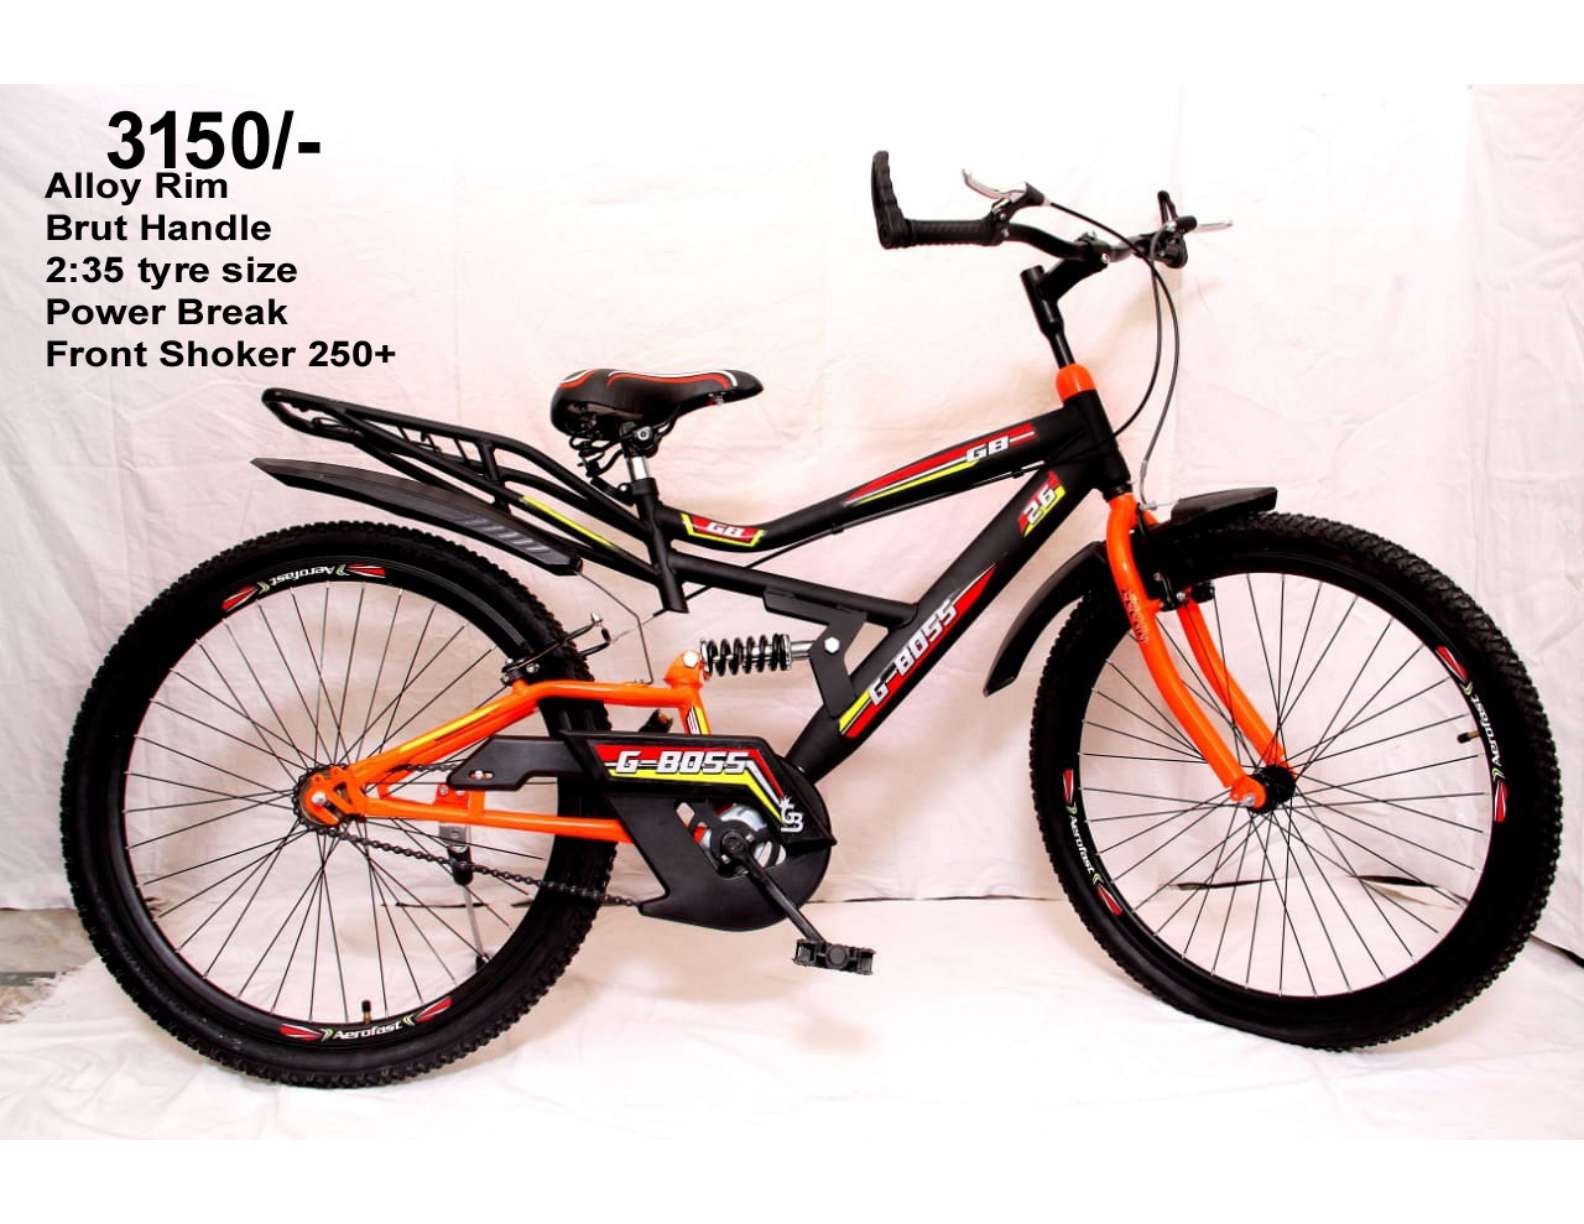 3150/-
Alloy Rim
Brut Handle
2:35 tyre size
Power Break
Front Shoker 250+
GB
26
GB
G-BOSS
G-BOSS
GB
Aerofast
Aerofast
Aerofast
Aerofast